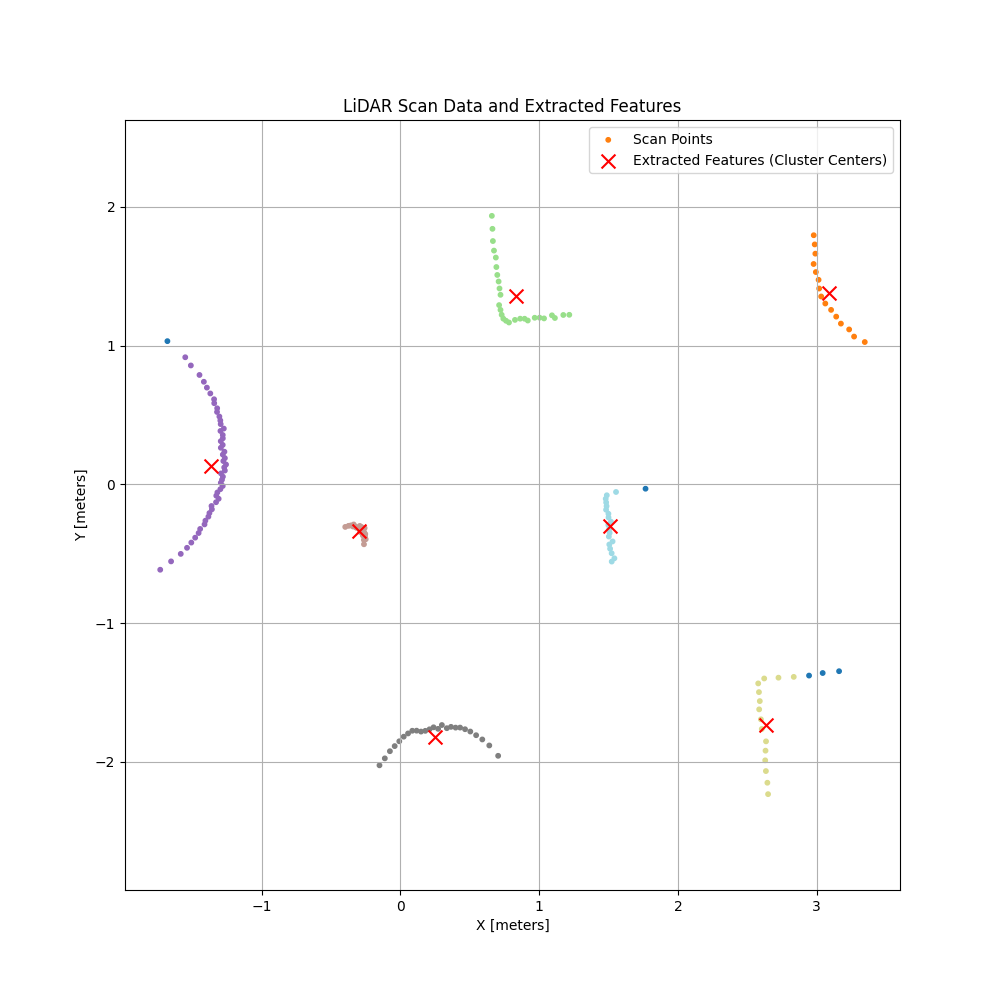 LiDAR Scan Data and Extracted Features
Scan Points
Extracted Features (Cluster Centers)
2
1
0
−1
−2
Y [meters]
−1 0 1 2 3
X [meters]